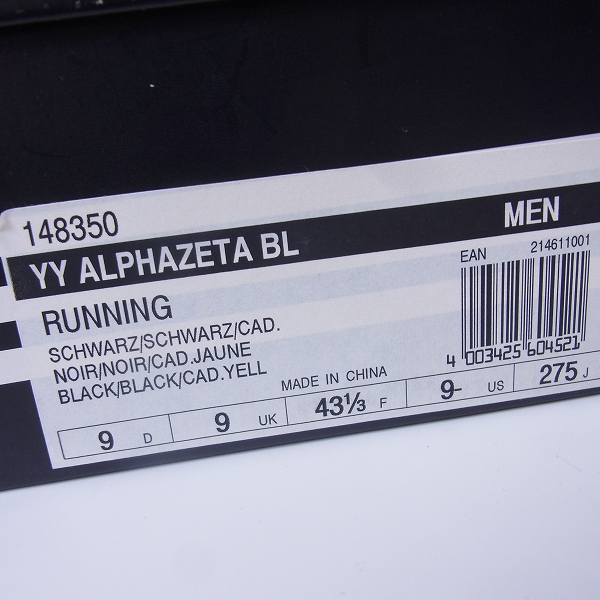 148350
MEN
YY ALPHAZETA BL
EAN 214611001
RUNNING
SCHWARZ/SCHWARZ/CAD.
NOIR/NOIR/CAD.JAUNE
BLACK/BLACK/CAD.YELL
4 003425 604521
MADE IN CHINA
9 D 9 UK 43⅓ F 9- US 275 J